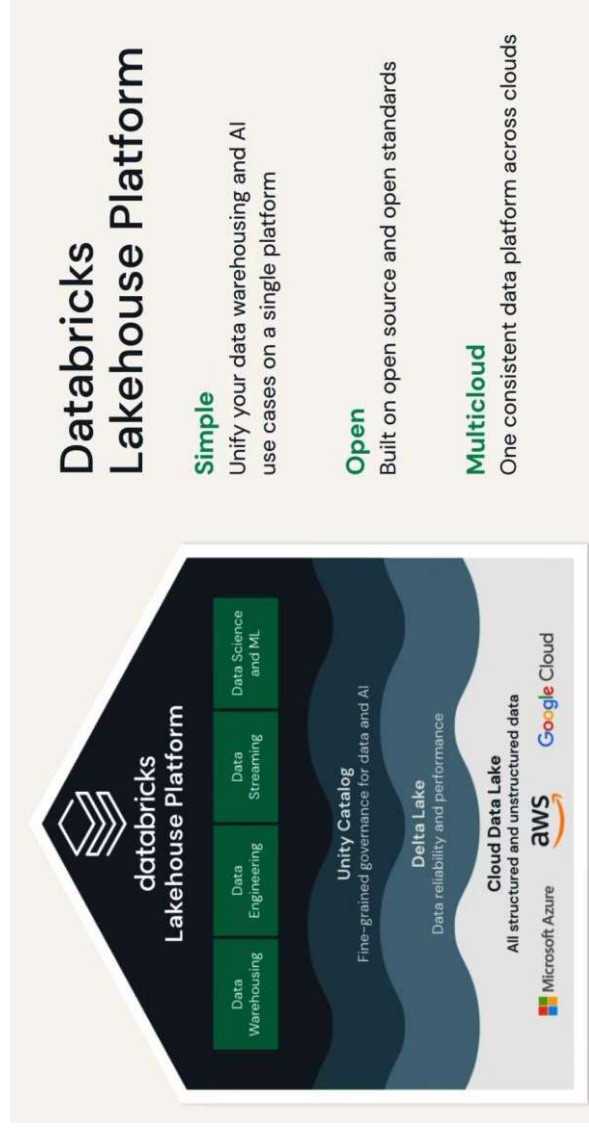 databricks
Lakehouse Platform
Data
Warehousing
Data
Engineering
Data
Streaming
Data Science
and ML
Unity Catalog
Fine-grained governance for data and AI
Delta Lake
Data reliability and performance
Cloud Data Lake
All structured and unstructured data
Microsoft Azure
aws
Google Cloud
Databricks
Lakehouse Platform
Simple
Unify your data warehousing and AI
use cases on a single platform
Open
Built on open source and open standards
Multicloud
One consistent data platform across clouds